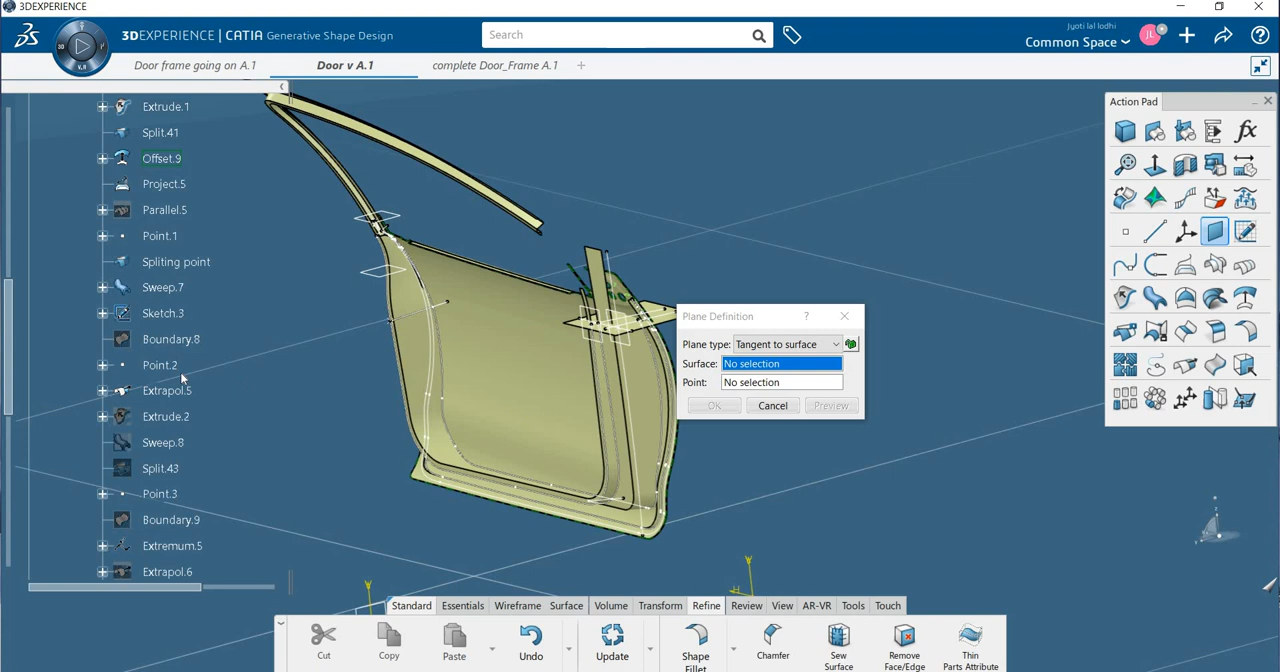 3DEXPERIENCE
3DEXPERIENCE | CATIA Generative Shape Design
Search
Jyoti lal lodhi
Common Space
JL
3D
V.R
Door frame going on A.1
Door v A.1
complete Door_Frame A.1
Action Pad
Extrude.1
Split.41
Offset.9
Project.5
Parallel.5
Point.1
Spliting point
Sweep.7
Sketch.3
Boundary.8
Point.2
Extrapol.5
Extrude.2
Sweep.8
Split.43
Point.3
Boundary.9
Extremum.5
Extrapol.6
fx
Plane Definition
Plane type: Tangent to surface
Surface: No selection
Point: No selection
OK Cancel Preview
Standard Essentials Wireframe Surface Volume Transform Refine Review View AR-VR Tools Touch
Cut
Copy
Paste
Undo
Update
Shape Fillet
Chamfer
Sew Surface
Remove Face/Edge
Thin Parts Attribute